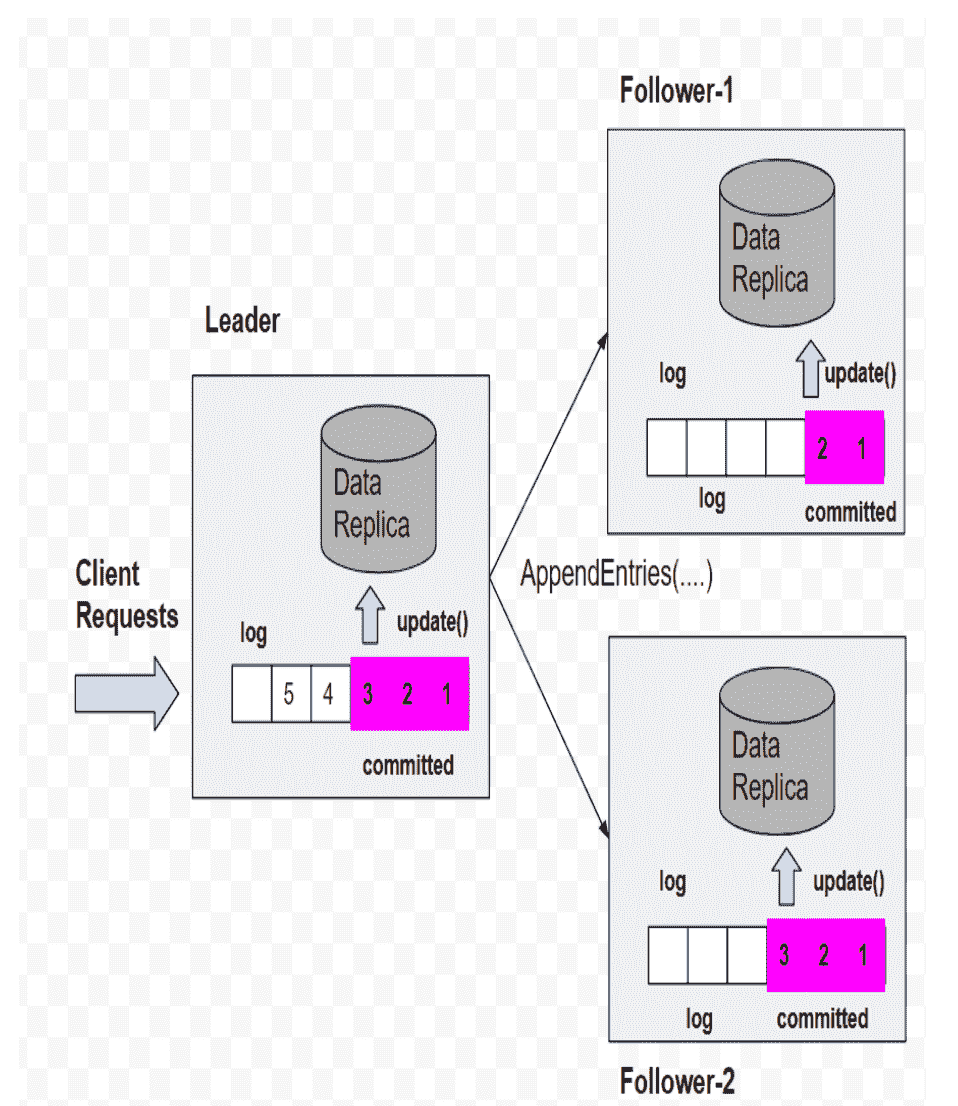 Follower-1
Data
Replica
log
update()
2 1
log
committed
Leader
Data
Replica
Client
Requests
log
update()
5 4 3 2 1
committed
AppendEntries(....)
Data
Replica
log
update()
3 2 1
log
committed
Follower-2